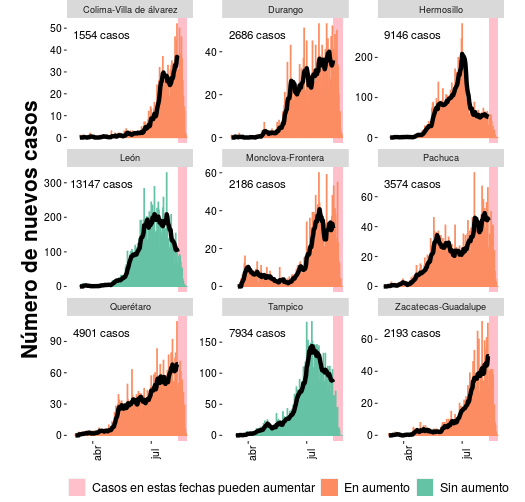 Número de nuevos casos
Colima-Villa de álvarez
1554 casos
50
40
30
20
10
0
Durango
2686 casos
40
20
0
Hermosillo
9146 casos
200
100
0
León
13147 casos
300
200
100
0
Monclova-Frontera
2186 casos
60
40
20
0
Pachuca
3574 casos
60
40
20
0
Querétaro
4901 casos
90
60
30
0
abr
jul
Tampico
7934 casos
150
100
50
0
abr
jul
Zacatecas-Guadalupe
2193 casos
60
40
20
0
abr
jul
Casos en estas fechas pueden aumentar
En aumento
Sin aumento